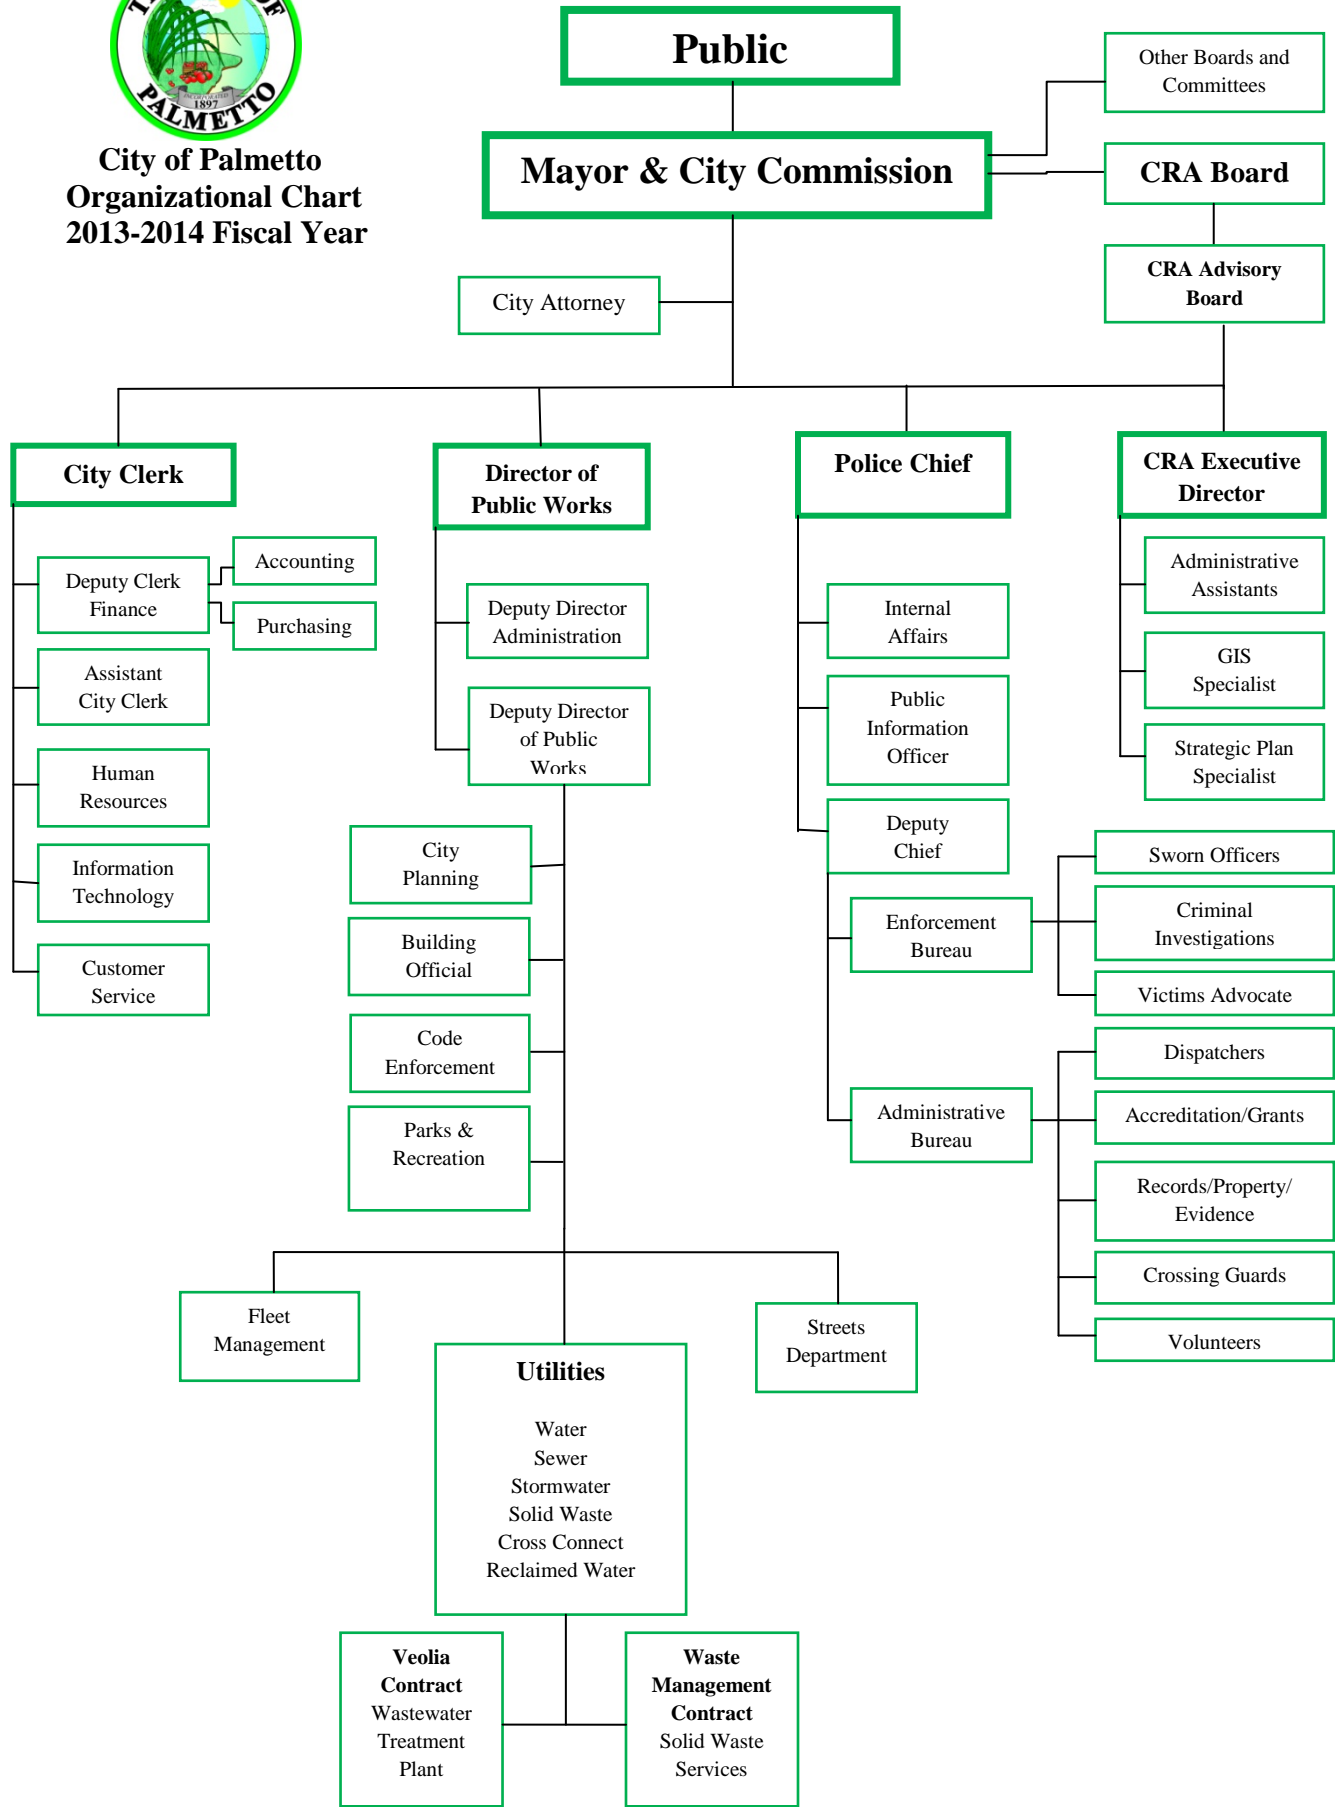 PALMETTO
INCORPORATED
1897
City of Palmetto
Organizational Chart
2013-2014 Fiscal Year
Public
Mayor & City Commission
Other Boards and
Committees
CRA Board
CRA Advisory
Board
City Attorney
City Clerk
Deputy Clerk
Finance
Accounting
Purchasing
Assistant
City Clerk
Human
Resources
Information
Technology
Customer
Service
Director of
Public Works
Deputy Director
Administration
Deputy Director
of Public
Works
City
Planning
Building
Official
Code
Enforcement
Parks &
Recreation
Fleet
Management
Streets
Department
Utilities
Water
Sewer
Stormwater
Solid Waste
Cross Connect
Reclaimed Water
Veolia
Contract
Wastewater
Treatment
Plant
Waste
Management
Contract
Solid Waste
Services
Police Chief
Internal
Affairs
Public
Information
Officer
Deputy
Chief
Enforcement
Bureau
Sworn Officers
Criminal
Investigations
Victims Advocate
Administrative
Bureau
Dispatchers
Accreditation/Grants
Records/Property/
Evidence
Crossing Guards
Volunteers
CRA Executive
Director
Administrative
Assistants
GIS
Specialist
Strategic Plan
Specialist